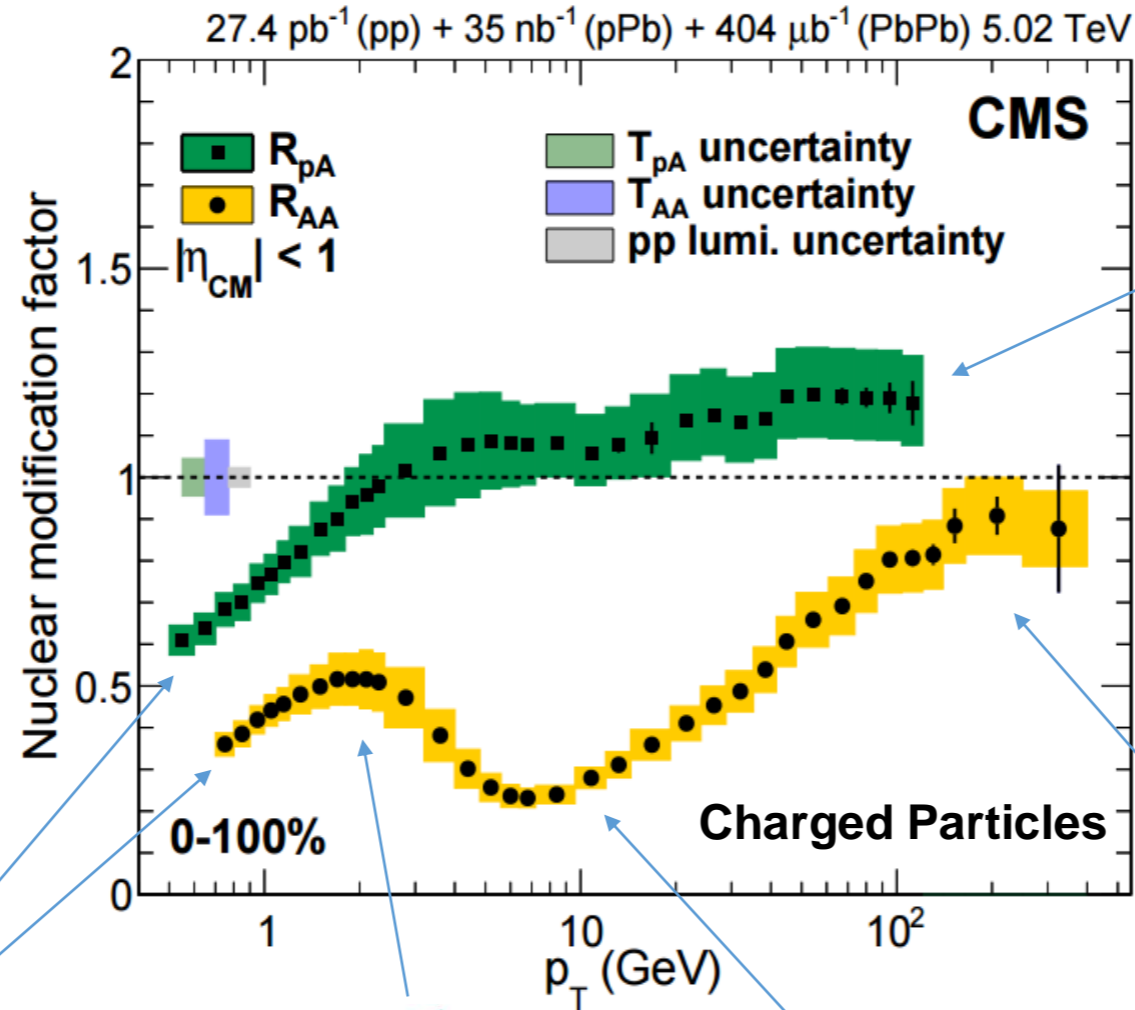 27.4 pb⁻¹ (pp) + 35 nb⁻¹ (pPb) + 404 μb⁻¹ (PbPb) 5.02 TeV
CMS
R_pA
R_AA
|η_CM| < 1
T_pA uncertainty
T_AA uncertainty
pp lumi. uncertainty
Nuclear modification factor
2
1.5
1
0.5
0
0-100%
Charged Particles
1 10 10²
p_T (GeV)